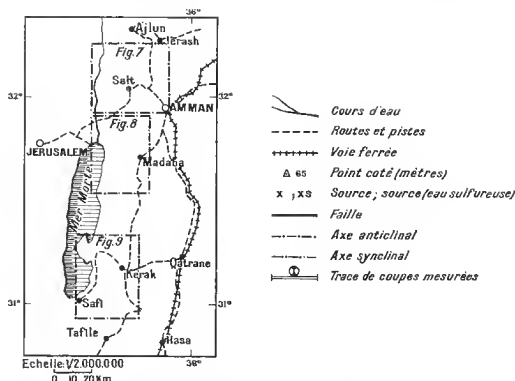 36°
Ajlun
Jerash
Fig.7
Salt
32°
32°
AMMAN
Fig.8
JERUSALEM
Madaba
Mer Morte
Fig.9
Qatrane
Kerak
Safi
31°
31°
Tafile
Hasa
Echelle:1/2.000.000
36°
0 10 20Km
Cours d'eau
Routes et pistes
Voie ferrée
65 Point coté (mètres)
X , XS Source; source (eau sulfureuse)
Faille
Axe anticlinal
Axe synclinal
Trace de coupes mesurées